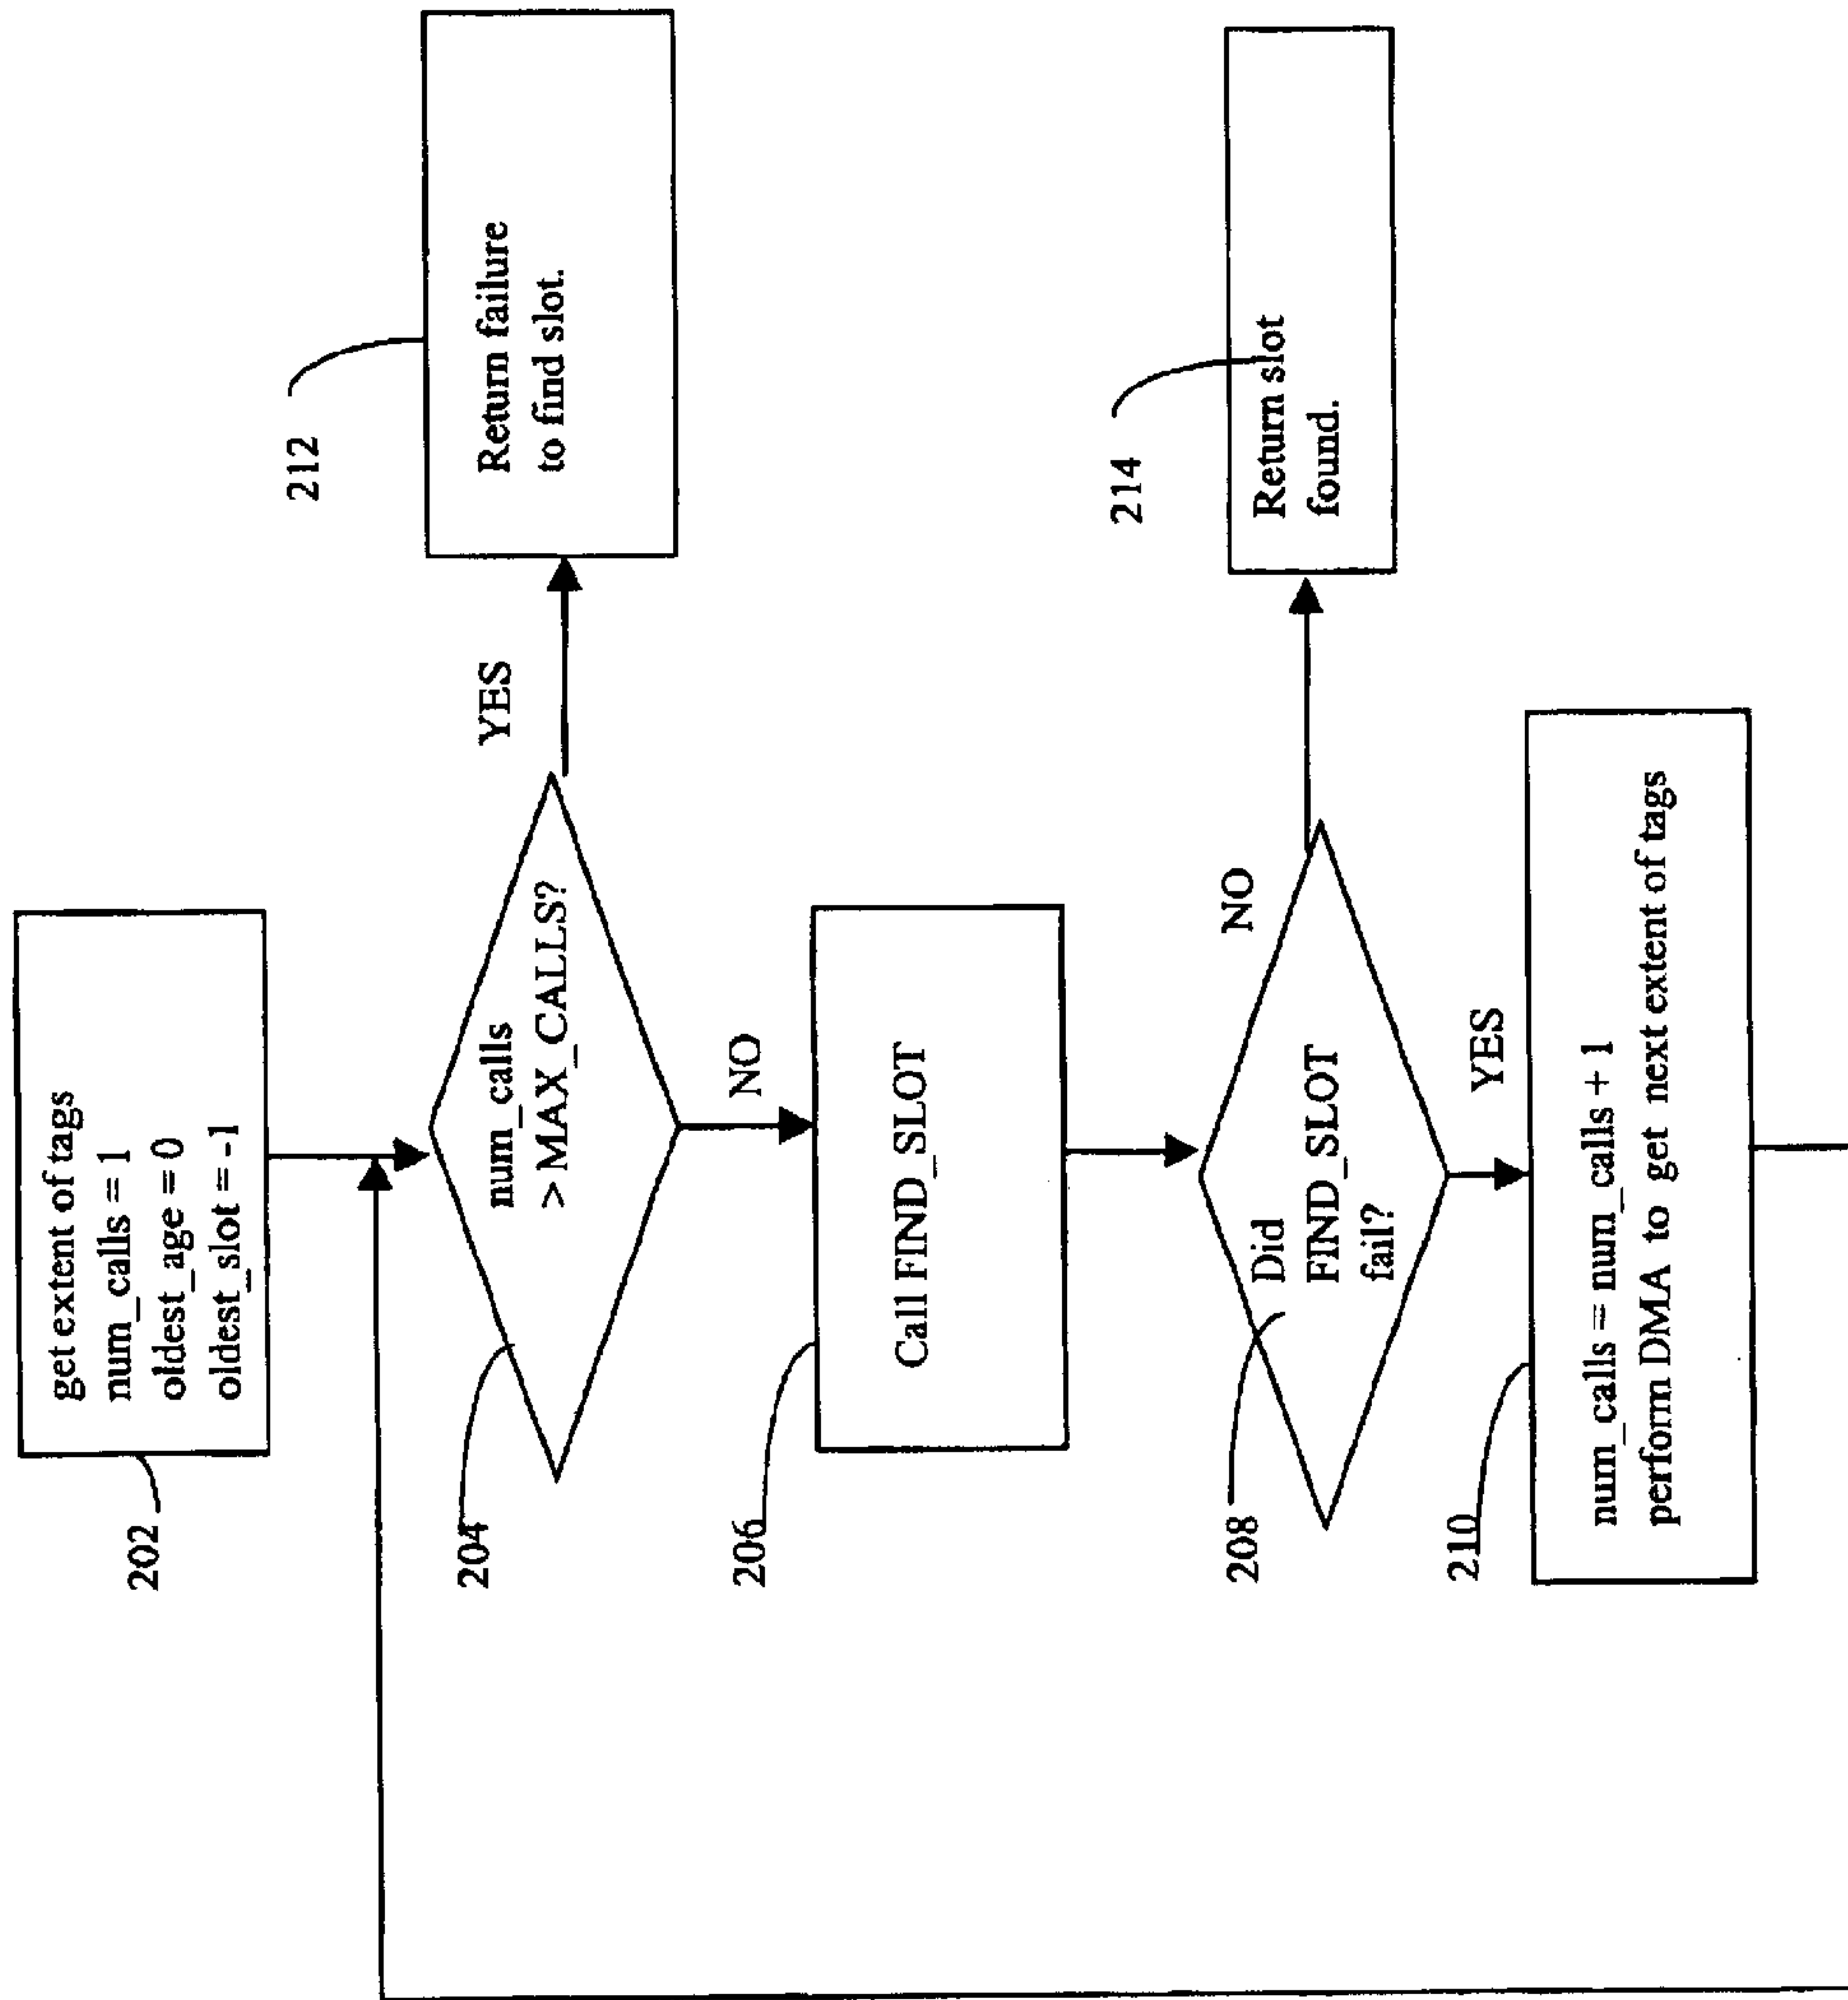 202
get extent of tags
num_calls = 1
oldest_age = 0
oldest_slot = -1
204
num_calls
>MAX_CALLS?
YES
212
Return failure
to find slot.
NO
206
Call FIND_SLOT
208
Did
FIND_SLOT
fail?
NO
214
Return slot
found.
YES
210
num_calls = num_calls + 1
perform DMA to get next extent of tags